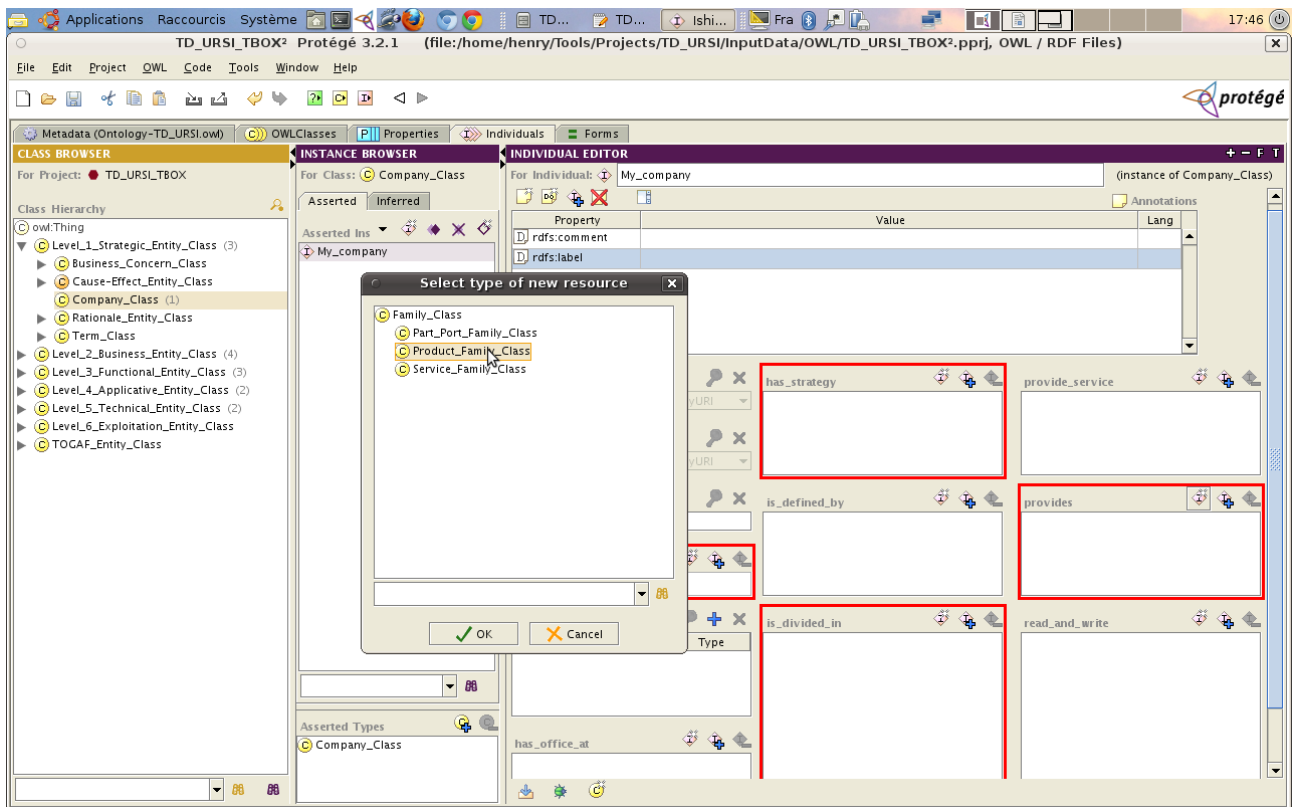 Applications Raccourcis Système TD... TD... Ishi... Fra 17:46
TD_URSI_TBOX² Protégé 3.2.1 (file:/home/henry/Tools/Projects/TD_URSI/InputData/OWL/TD_URSI_TBOX².pprj, OWL / RDF Files)
File Edit Project OWL Code Tools Window Help
protégé
Metadata (Ontology-TD_URSI.owl) OWLClasses Properties Individuals Forms
CLASS BROWSER
For Project: TD_URSI_TBOX
Class Hierarchy
owl:Thing
Level_1_Strategic_Entity_Class (3)
Business_Concern_Class
Cause-Effect_Entity_Class
Company_Class (1)
Rationale_Entity_Class
Term_Class
Level_2_Business_Entity_Class (4)
Level_3_Functional_Entity_Class (3)
Level_4_Applicative_Entity_Class (2)
Level_5_Technical_Entity_Class (2)
Level_6_Exploitation_Entity_Class
TOGAF_Entity_Class
INSTANCE BROWSER
For Class: Company_Class
Asserted Inferred
Asserted Ins
My_company
Asserted Types
Company_Class
INDIVIDUAL EDITOR + − F T
For Individual: My_company (instance of Company_Class)
Annotations
Property Value Lang
rdfs:comment
rdfs:label
Select type of new resource
Family_Class
Part_Port_Family_Class
Product_Family_Class
Service_Family_Class
OK Cancel
yURI
yURI
Type
has_office_at
has_strategy
is_defined_by
is_divided_in
provide_service
provides
read_and_write